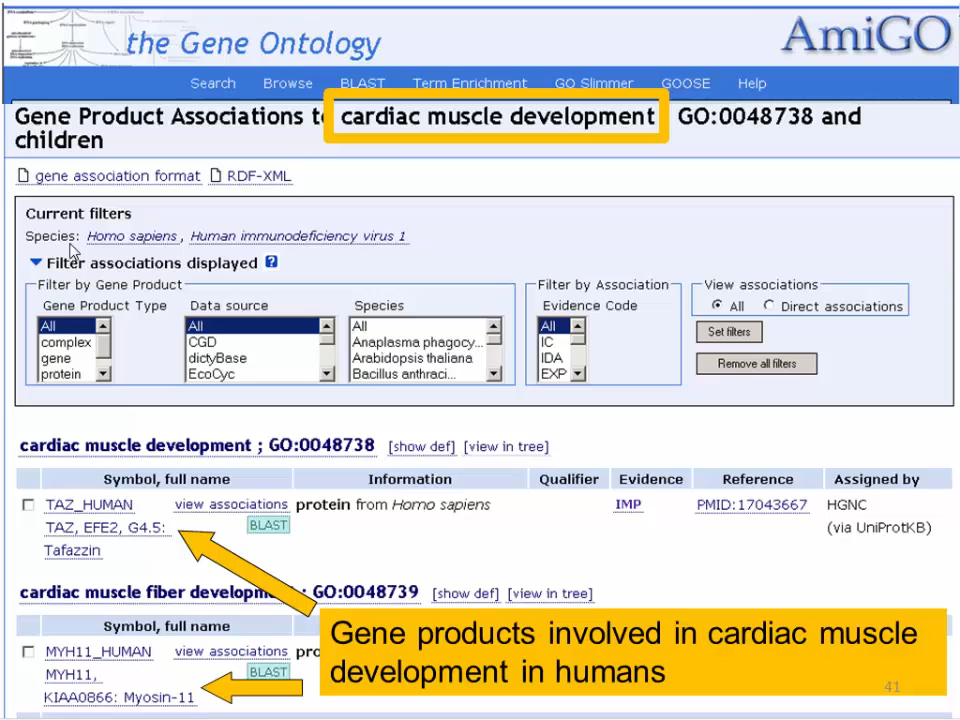 the Gene Ontology
AmiGO
Search Browse BLAST Term Enrichment GO Slimmer GOOSE Help
Gene Product Associations to cardiac muscle development GO:0048738 and
children
gene association format RDF-XML
Current filters
Species: Homo sapiens , Human immunodeficiency virus 1
Filter associations displayed ?
Filter by Gene Product
Filter by Association
View associations
Gene Product Type Data source Species Evidence Code
All Direct associations
All All All All
complex CGD Anaplasma phagocy... IC
gene dictyBase Arabidopsis thaliana IDA
protein EcoCyc Bacillus anthraci... EXP
Set filters
Remove all filters
cardiac muscle development ; GO:0048738 [show def] [view in tree]
Symbol, full name Information Qualifier Evidence Reference Assigned by
TAZ_HUMAN view associations protein from Homo sapiens IMP PMID:17043667 HGNC
TAZ, EFE2, G4.5: BLAST (via UniProtKB)
Tafazzin
cardiac muscle fiber developm ; GO:0048739 [show def] [view in tree]
Symbol, full name
MYH11_HUMAN view associations pro
MYH11, BLAST
KIAA0866: Myosin-11
Gene products involved in cardiac muscle
development in humans
41